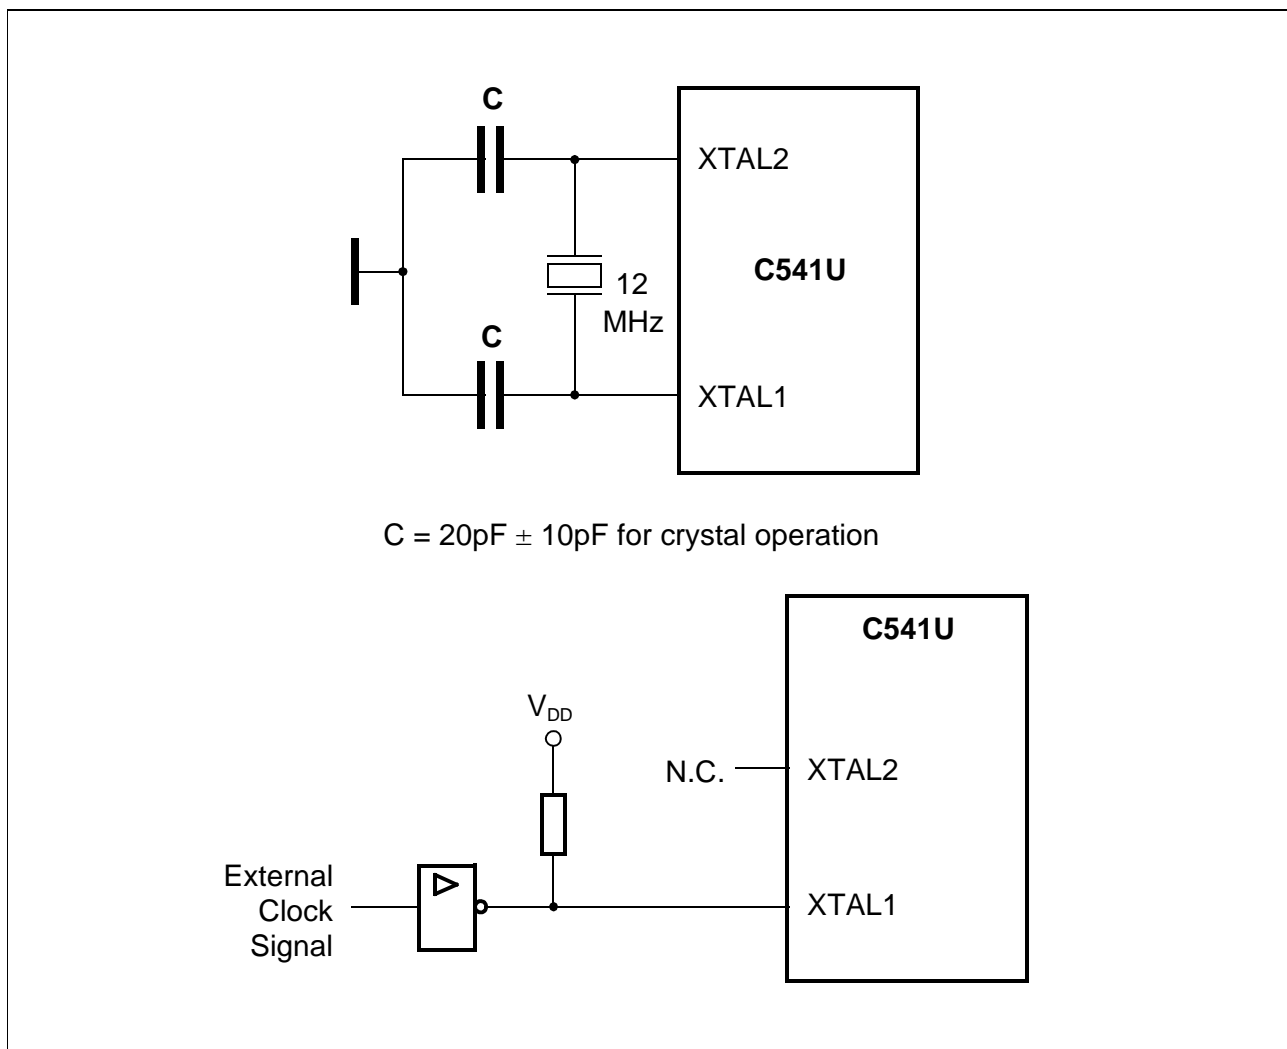 C
XTAL2
C541U
12
MHz
C
XTAL1
C = 20pF ± 10pF for crystal operation
C541U
VDD
N.C.
XTAL2
External
Clock
Signal
XTAL1